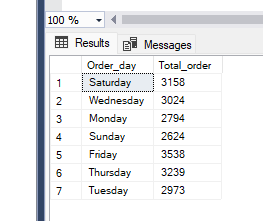 100 %
Results Messages
Order_day Total_order
1 Saturday 3158
2 Wednesday 3024
3 Monday 2794
4 Sunday 2624
5 Friday 3538
6 Thursday 3239
7 Tuesday 2973